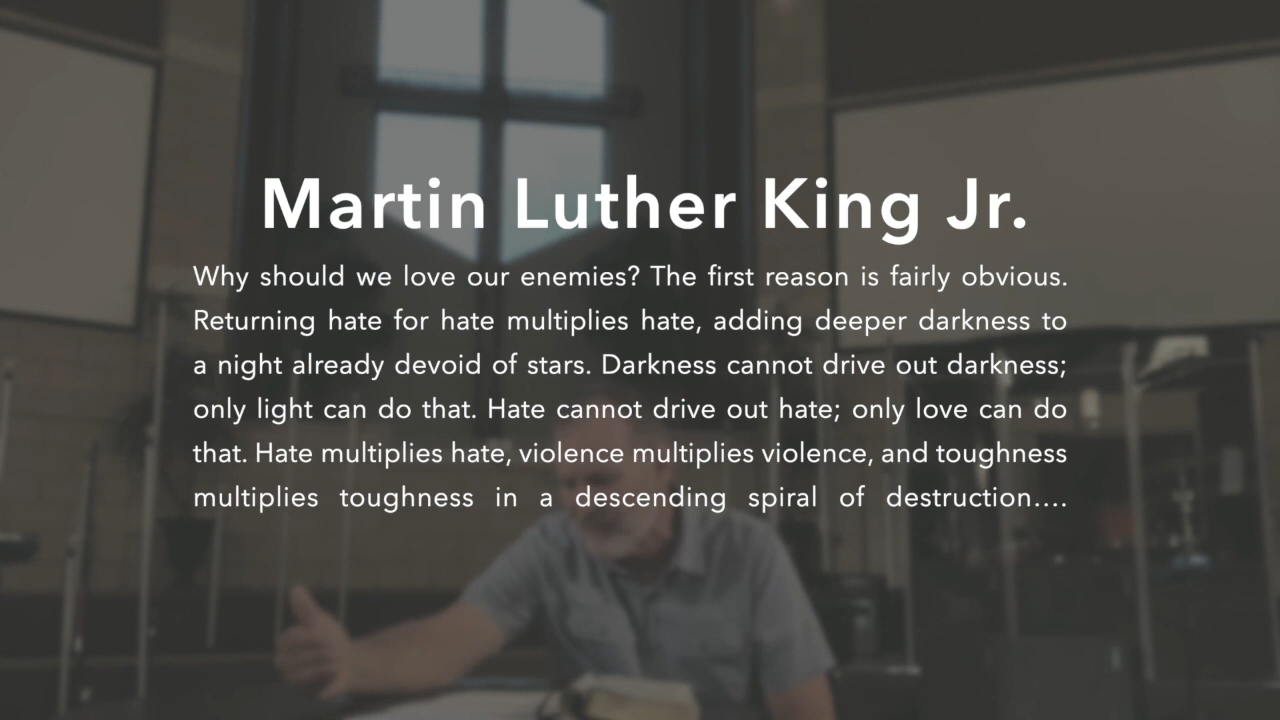 Martin Luther King Jr.
Why should we love our enemies? The first reason is fairly obvious.
Returning hate for hate multiplies hate, adding deeper darkness to
a night already devoid of stars. Darkness cannot drive out darkness;
only light can do that. Hate cannot drive out hate; only love can do
that. Hate multiplies hate, violence multiplies violence, and toughness
multiplies toughness in a descending spiral of destruction….